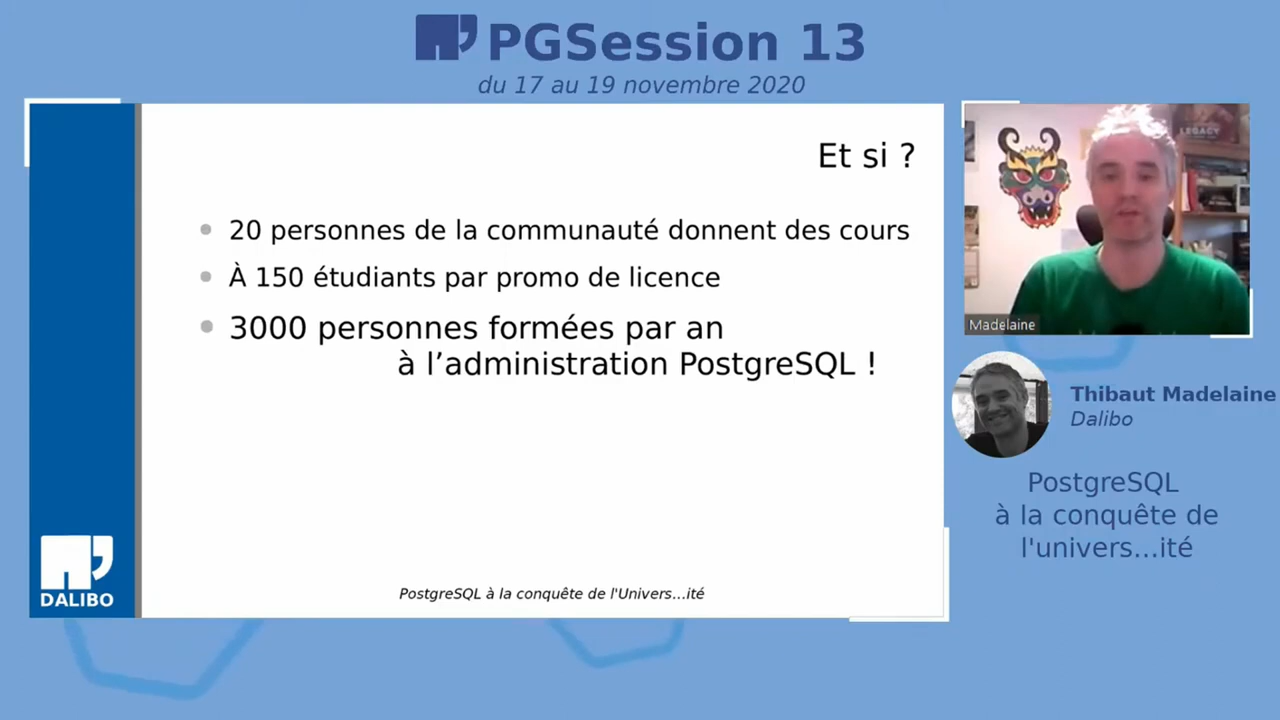 PGSession 13
du 17 au 19 novembre 2020
Et si ?
20 personnes de la communauté donnent des cours
À 150 étudiants par promo de licence
3000 personnes formées par an
à l’administration PostgreSQL !
DALIBO
PostgreSQL à la conquête de l'Univers...ité
LEGACY
Madelaine
Thibaut Madelaine
Dalibo
PostgreSQL
à la conquête de
l'univers...ité